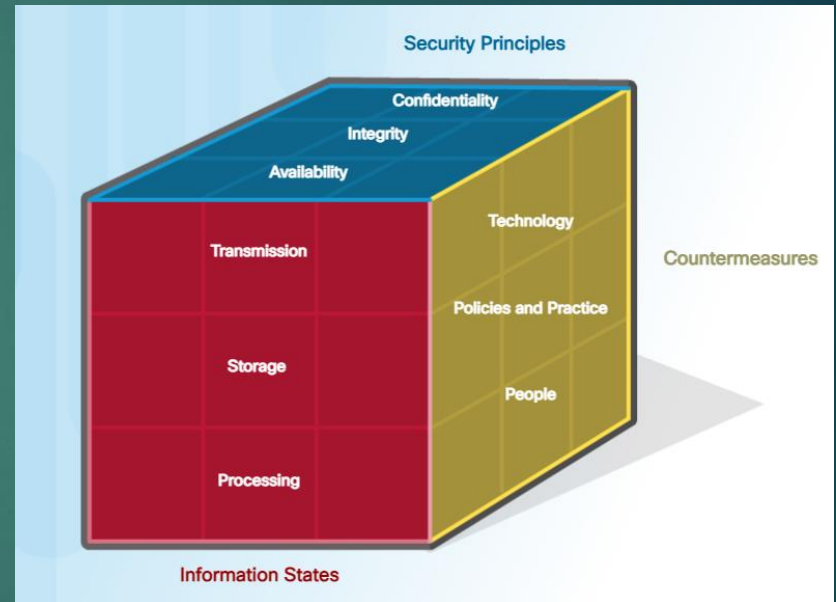 Security Principles
Confidentiality
Integrity
Availability
Transmission
Technology
Countermeasures
Policies and Practice
Storage
People
Processing
Information States